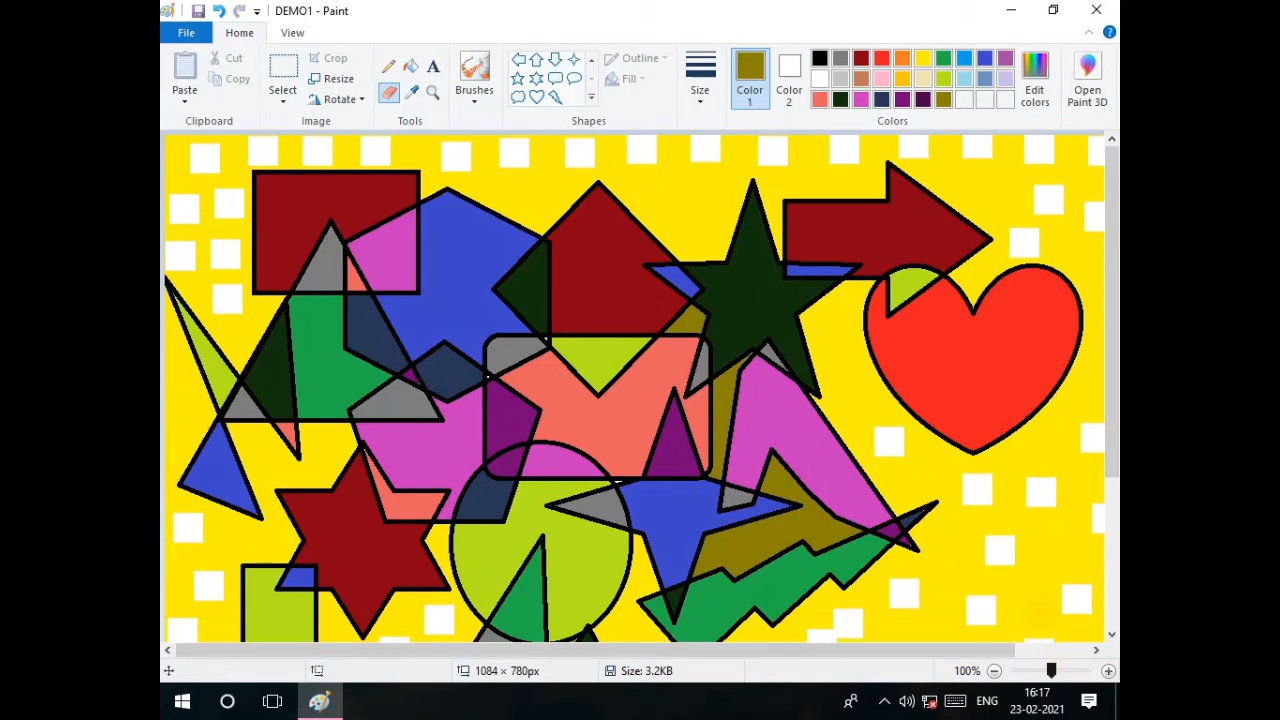 DEMO1 - Paint
File Home View
Paste
Cut
Copy
Clipboard
Select
Crop
Resize
Rotate
Image
A
Tools
Brushes
Shapes
Outline
Fill
Size
Color 1
Color 2
Edit colors
Colors
Open Paint 3D
1084 × 780px
Size: 3.2KB
100%
ENG
16:17
23-02-2021